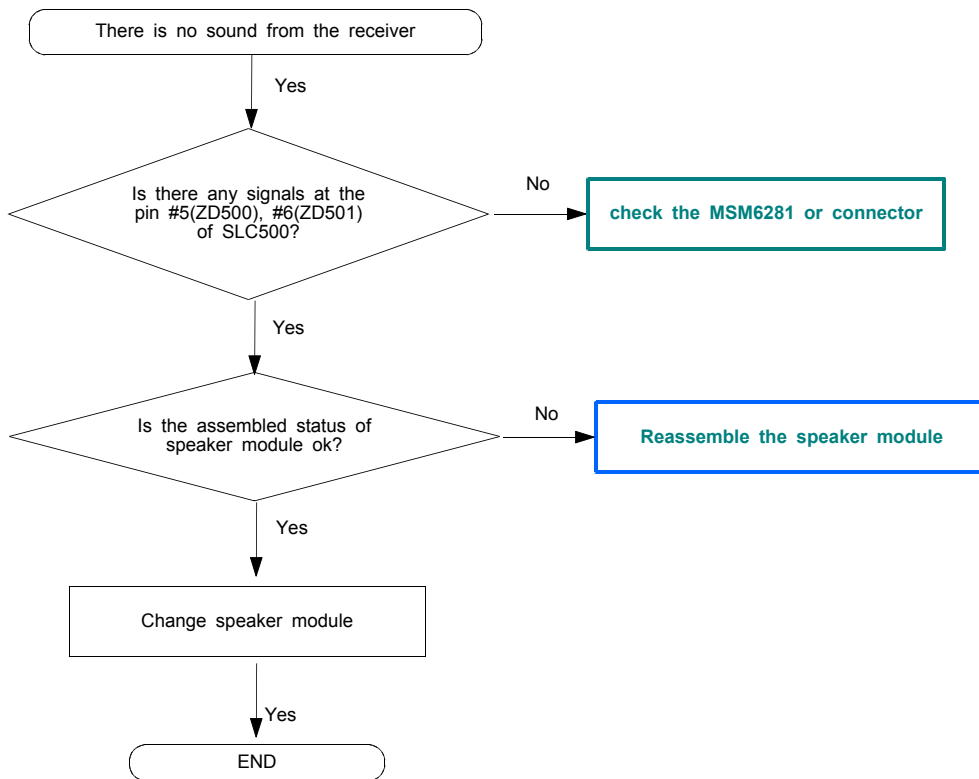 There is no sound from the receiver
Yes
Is there any signals at the
pin #5(ZD500), #6(ZD501)
of SLC500?
No
check the MSM6281 or connector
Yes
Is the assembled status of
speaker module ok?
No
Reassemble the speaker module
Yes
Change speaker module
Yes
END